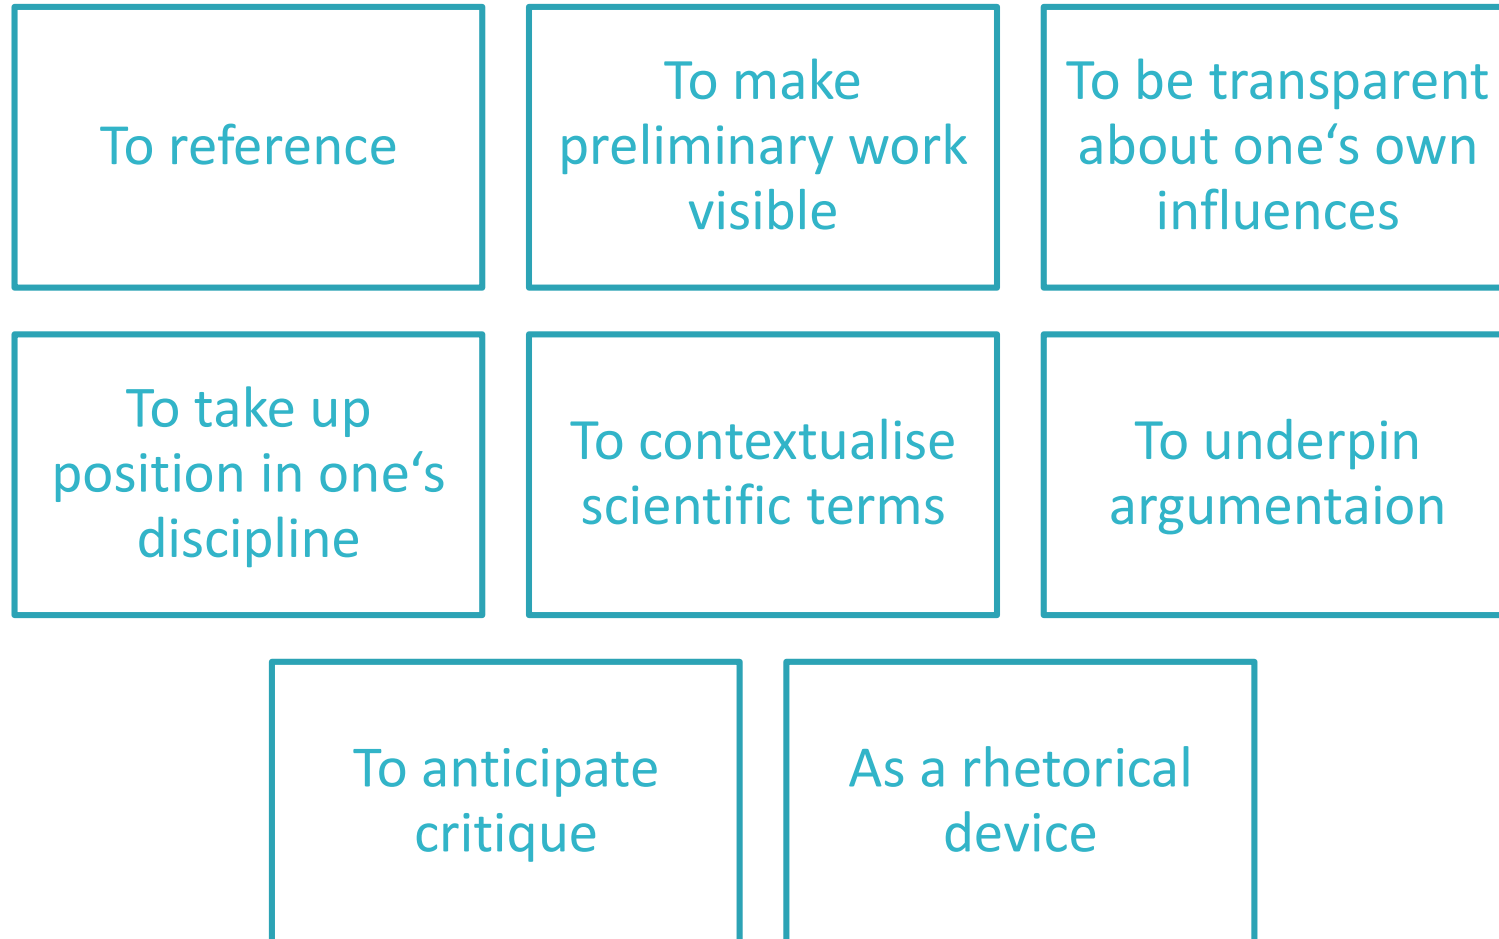 To reference
To make
preliminary work
visible
To be transparent
about one‘s own
influences
To take up
position in one‘s
discipline
To contextualise
scientific terms
To underpin
argumentaion
To anticipate
critique
As a rhetorical
device